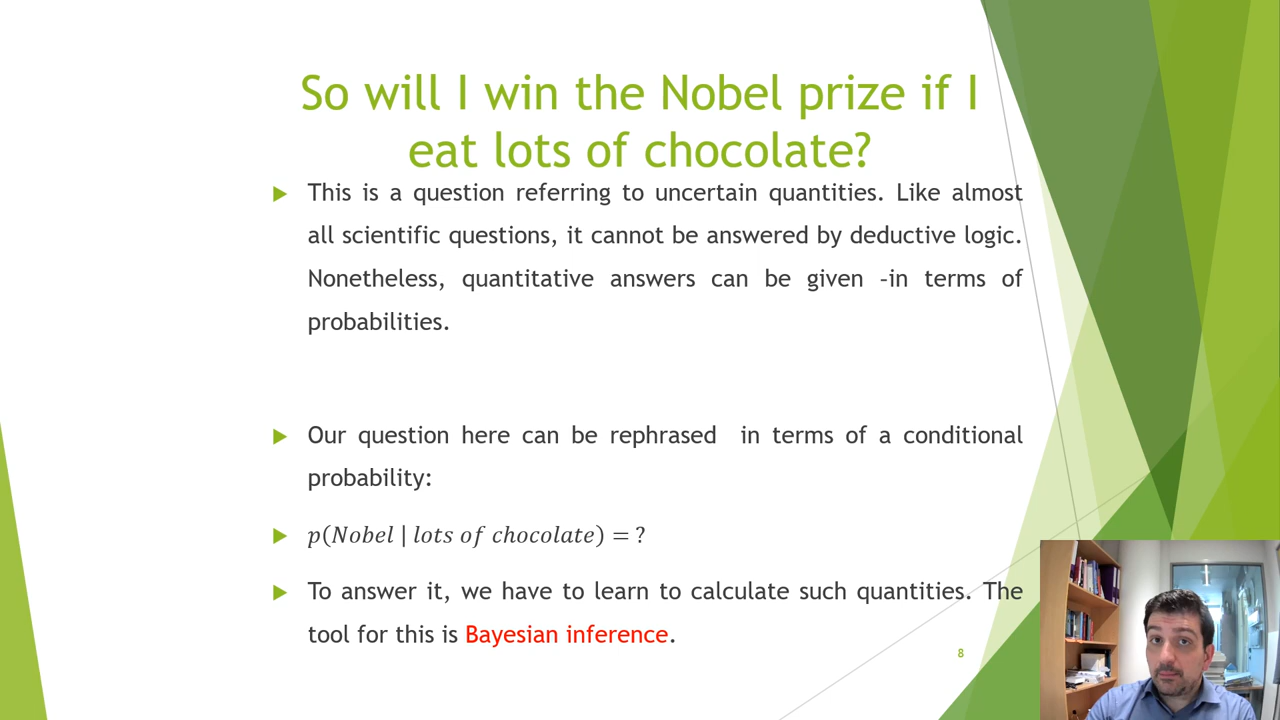 So will I win the Nobel prize if I
eat lots of chocolate?
This is a question referring to uncertain quantities. Like almost
all scientific questions, it cannot be answered by deductive logic.
Nonetheless, quantitative answers can be given -in terms of
probabilities.
Our question here can be rephrased in terms of a conditional
probability:
p(Nobel | lots of chocolate) = ?
To answer it, we have to learn to calculate such quantities. The
tool for this is Bayesian inference.
8